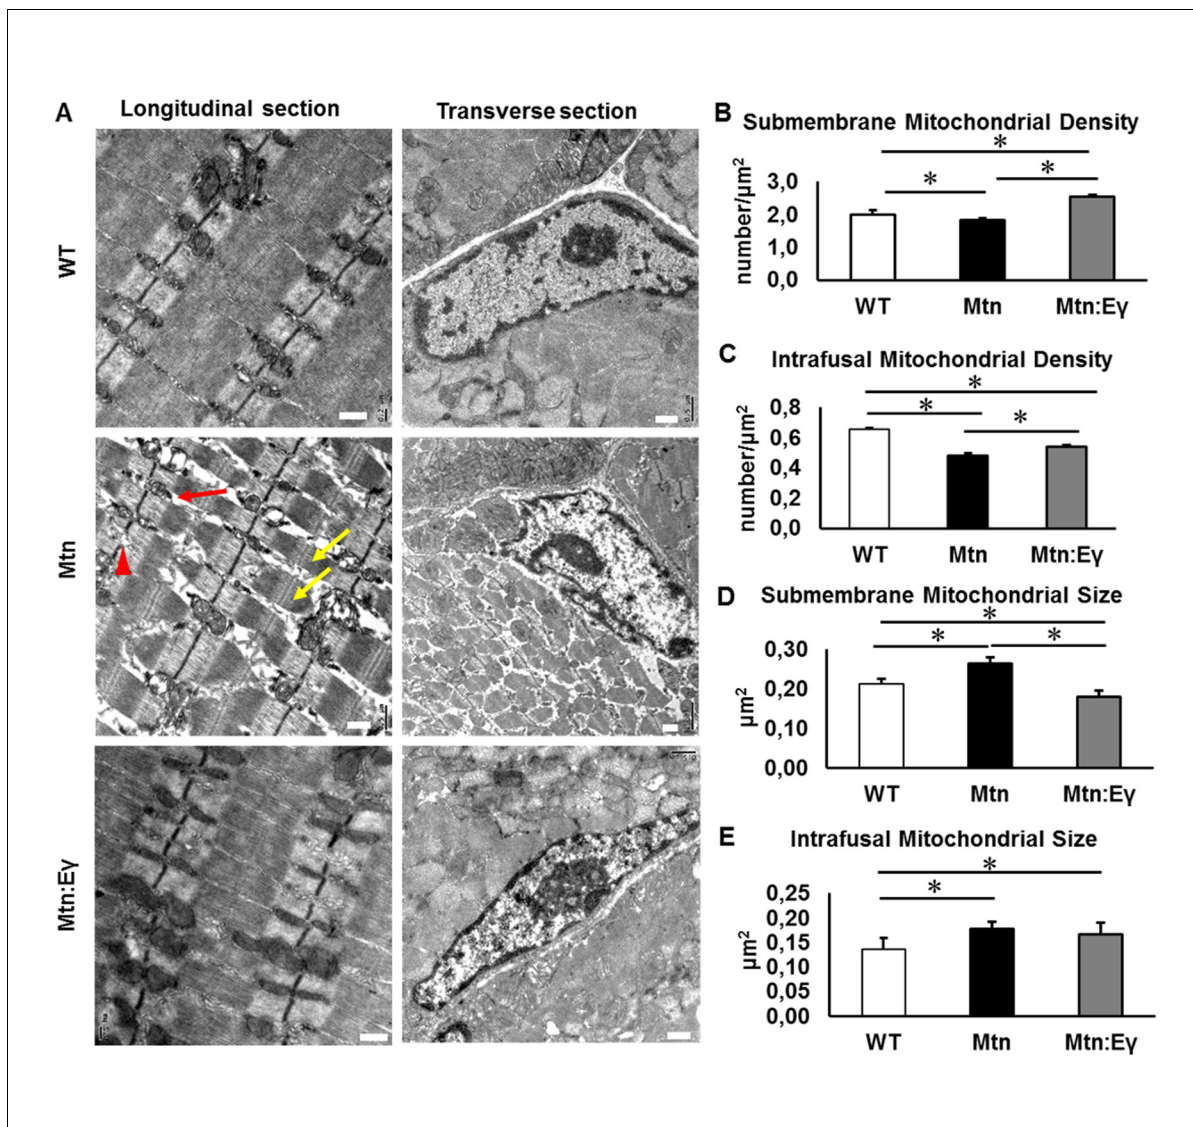 A
Longitudinal section
Transverse section
WT
Mtn
Mtn:Eγ
B
Submembrane Mitochondrial Density
*
*
*
number/µm²
3,0
2,0
1,0
0,0
WT
Mtn
Mtn:Eγ
C
Intrafusal Mitochondrial Density
*
*
*
number/µm²
0,8
0,6
0,4
0,2
0,0
WT
Mtn
Mtn:Eγ
D
Submembrane Mitochondrial Size
*
*
*
µm²
0,30
0,20
0,10
0,00
WT
Mtn
Mtn:Eγ
E
Intrafusal Mitochondrial Size
*
*
µm²
0,25
0,20
0,15
0,10
0,05
0,00
WT
Mtn
Mtn:Eγ